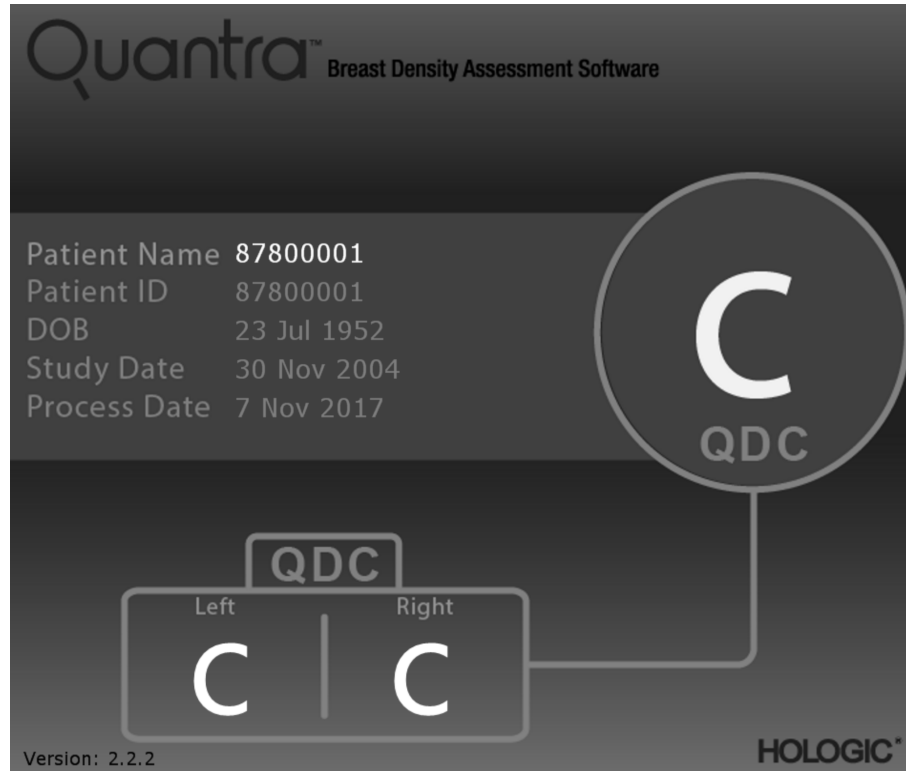 Quantra™ Breast Density Assessment Software
Patient Name 87800001
Patient ID 87800001
DOB 23 Jul 1952
Study Date 30 Nov 2004
Process Date 7 Nov 2017
C
QDC
QDC
Left Right
C C
Version: 2.2.2
HOLOGIC®